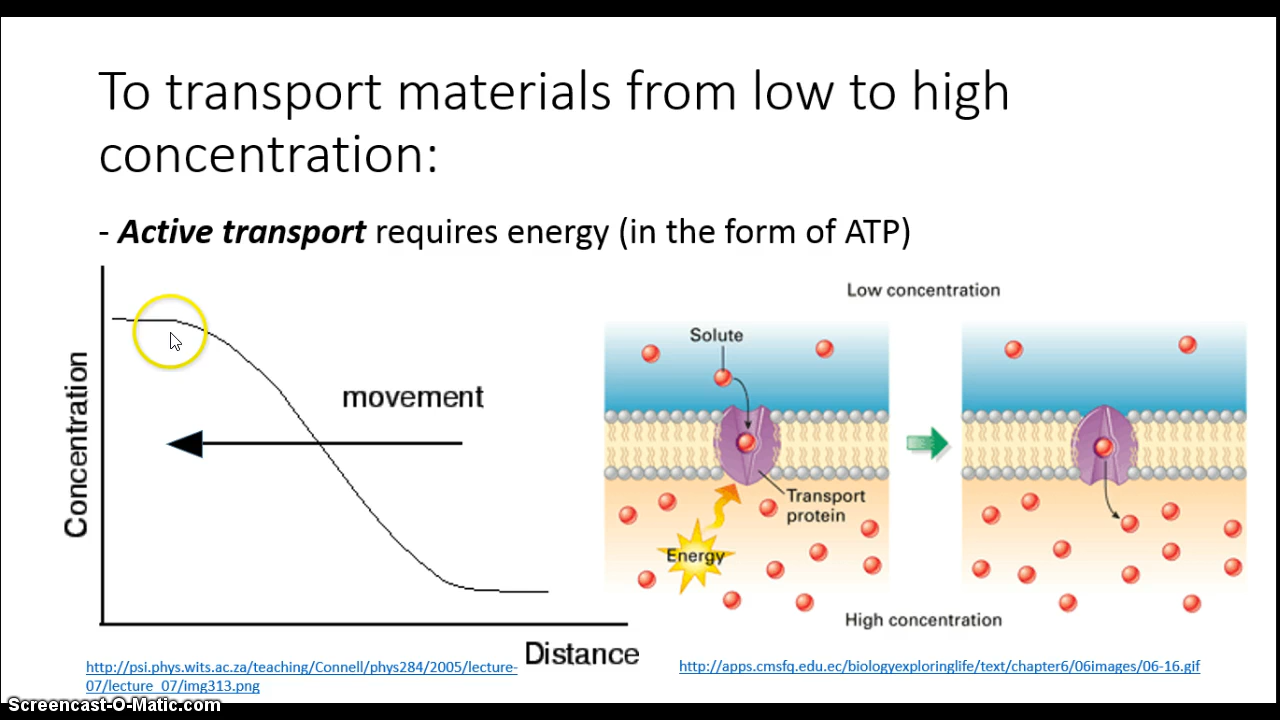 To transport materials from low to high
concentration:
- Active transport requires energy (in the form of ATP)
Concentration
movement
Distance
Low concentration
Solute
Transport
protein
Energy
High concentration
http://psi.phys.wits.ac.za/teaching/Connell/phys284/2005/lecture-
07/lecture_07/img313.png
http://apps.cmsfq.edu.ec/biologyexploringlife/text/chapter6/06images/06-16.gif
Screencast-O-Matic.com